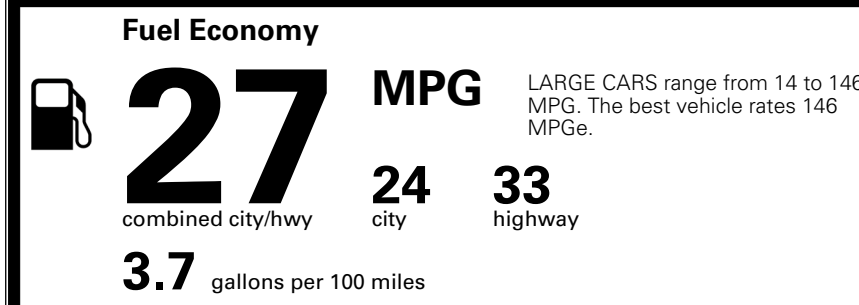 Fuel Economy
27 MPG
LARGE CARS range from 14 to 146
MPG. The best vehicle rates 146
MPGe.
24 33
combined city/hwy city highway
3.7 gallons per 100 miles